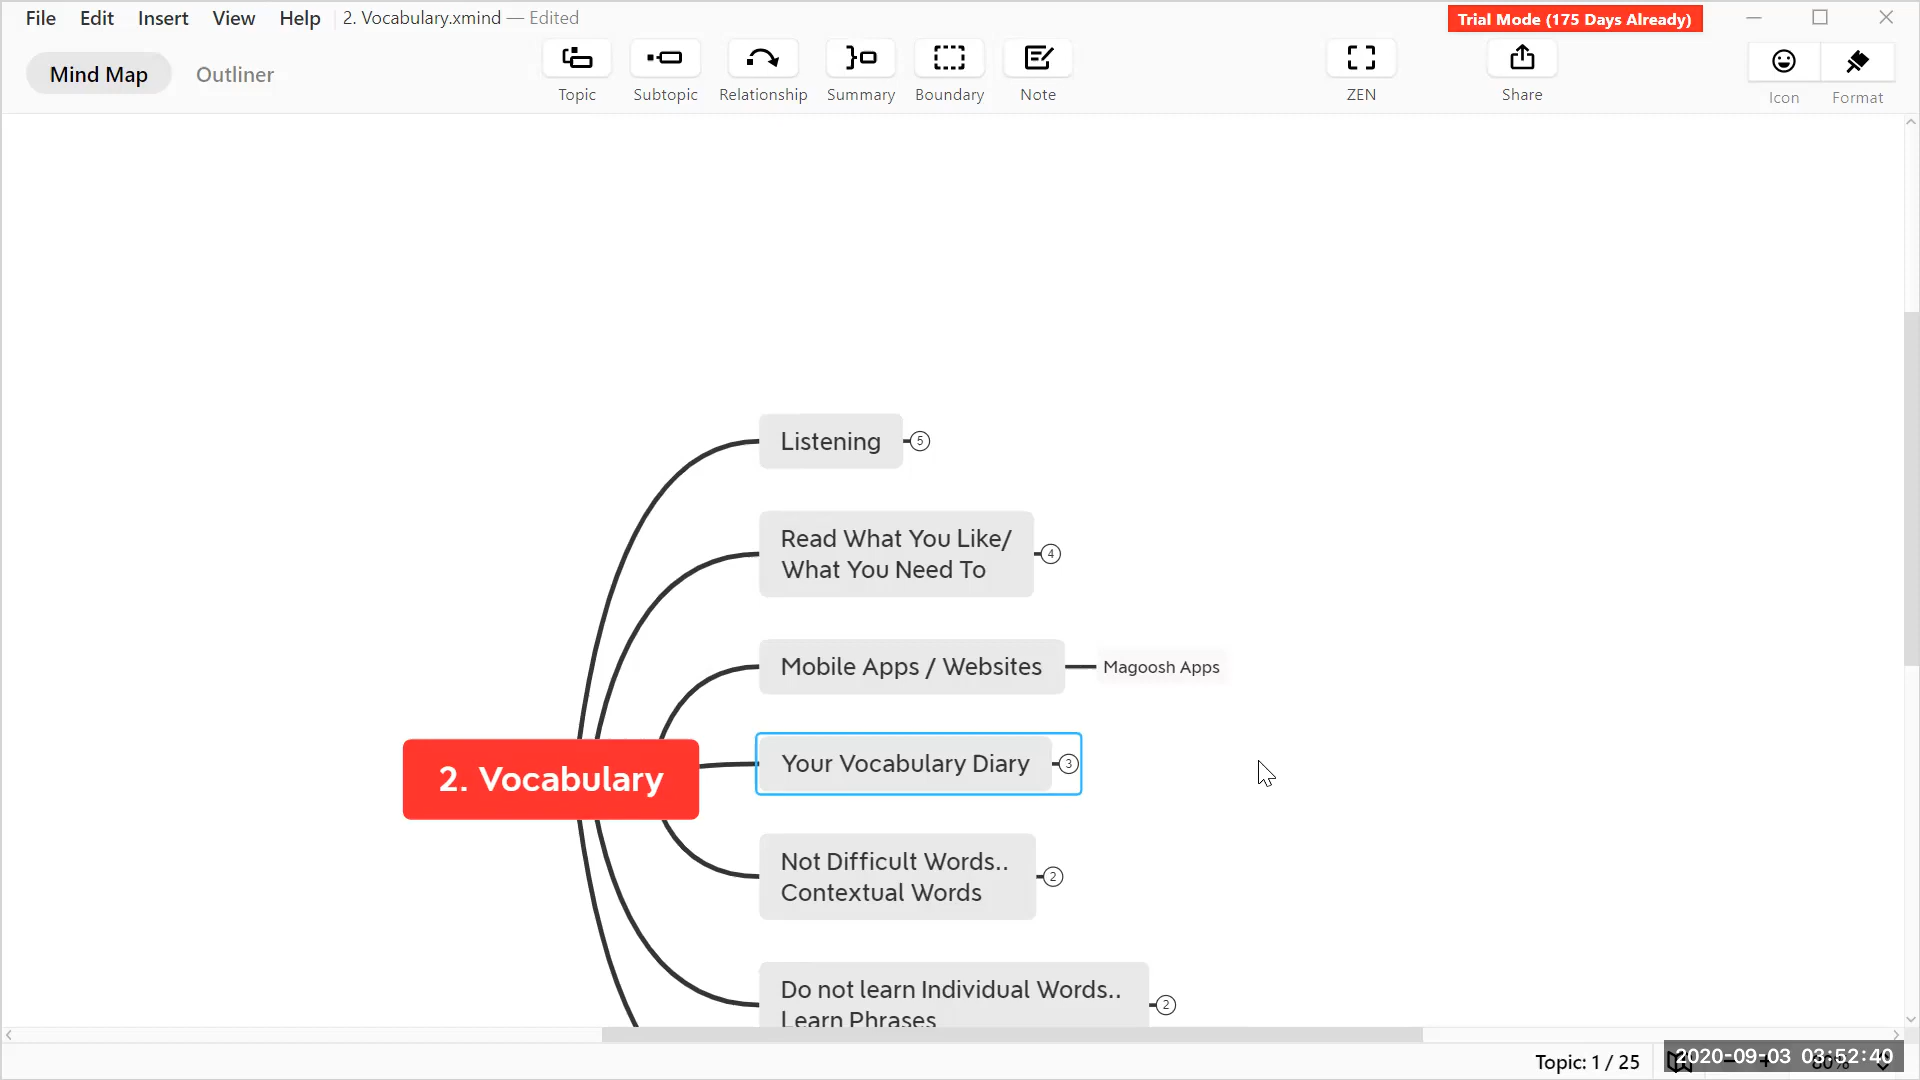 File Edit Insert View Help 2. Vocabulary.xmind — Edited Trial Mode (175 Days Already)
Mind Map Outliner
Topic Subtopic Relationship Summary Boundary Note ZEN Share Icon Format
Listening 5
Read What You Like/
What You Need To 4
Mobile Apps / Websites Magoosh Apps
Your Vocabulary Diary 3
2. Vocabulary
Not Difficult Words..
Contextual Words 2
Do not learn Individual Words.. 2
Learn Phrases
Topic: 1 / 25 80%
2020-09-03 03:52:40